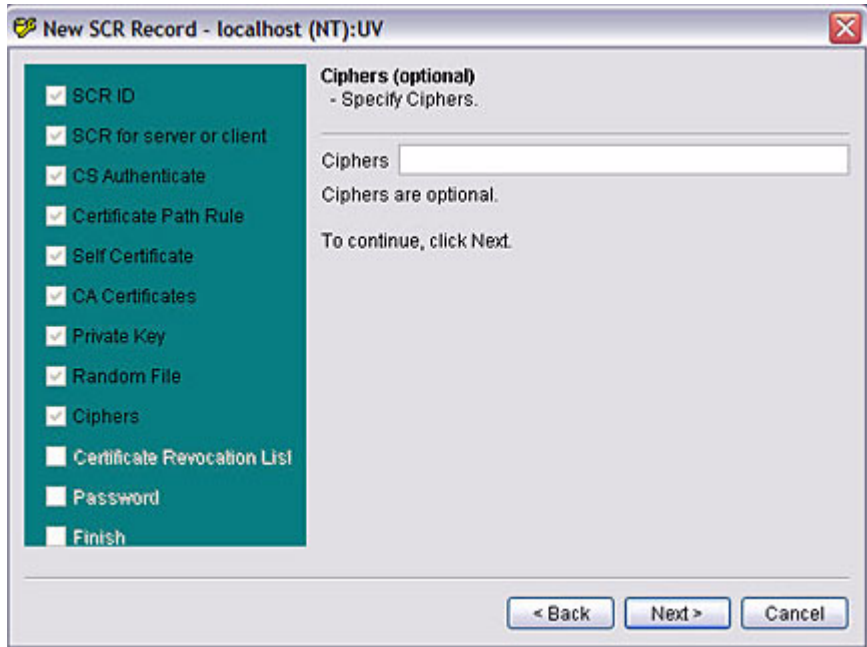 New SCR Record - localhost (NT):UV
SCR ID
SCR for server or client
CS Authenticate
Certificate Path Rule
Self Certificate
CA Certificates
Private Key
Random File
Ciphers
Certificate Revocation List
Password
Finish
Ciphers (optional)
- Specify Ciphers.
Ciphers
Ciphers are optional.
To continue, click Next.
< Back
Next >
Cancel